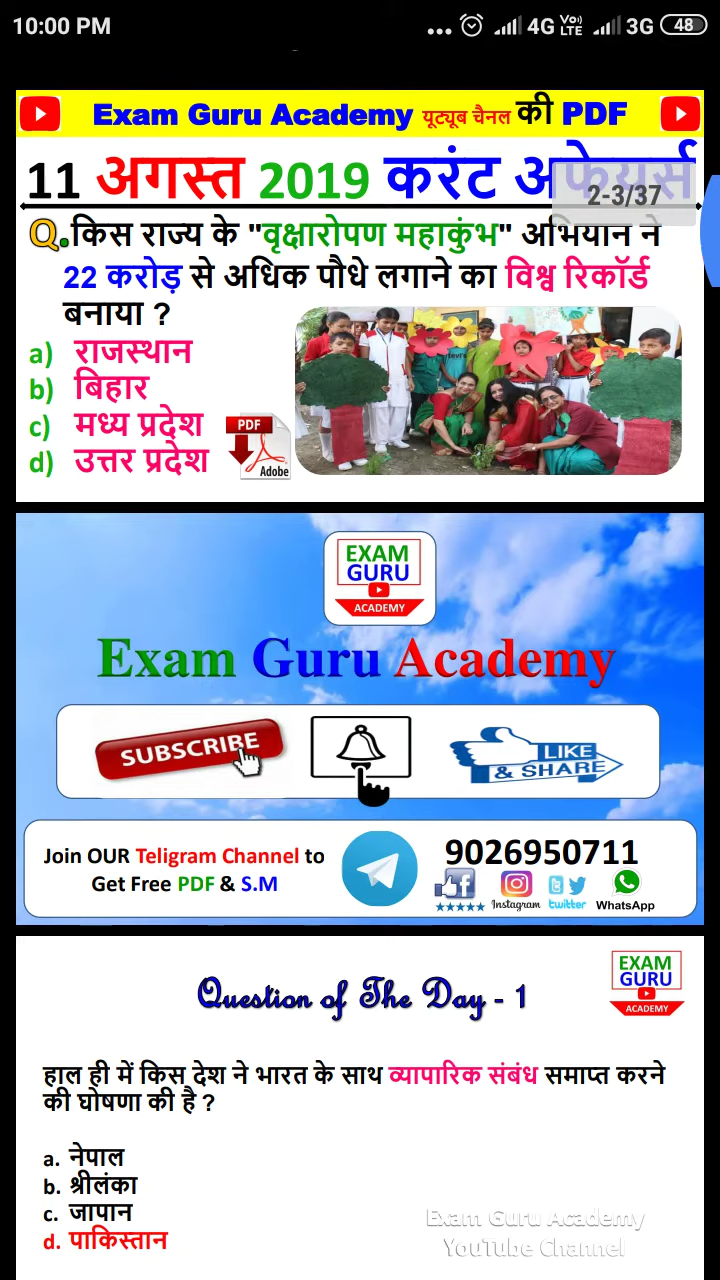 10:00 PM
... 4G Vo)) LTE 3G 48
Exam Guru Academy यूट्यूब चैनल की PDF
11 अगस्त 2019 करंट अफेयर्स
2-3/37
Q.किस राज्य के "वृक्षारोपण महाकुंभ" अभियान ने
22 करोड़ से अधिक पौधे लगाने का विश्व रिकॉर्ड
बनाया ?
a) राजस्थान
b) बिहार
c) मध्य प्रदेश
d) उत्तर प्रदेश
PDF
Adobe
EXAM
GURU
ACADEMY
Exam Guru Academy
SUBSCRIBE
LIKE
& SHARE
Join OUR Teligram Channel to
Get Free PDF & S.M
9026950711
Instagram twitter WhatsApp
EXAM
GURU
ACADEMY
Question of The Day - 1
हाल ही में किस देश ने भारत के साथ व्यापारिक संबंध समाप्त करने
की घोषणा की है ?
a. नेपाल
b. श्रीलंका
c. जापान
d. पाकिस्तान
Exam Guru Academy
YouTube Channel